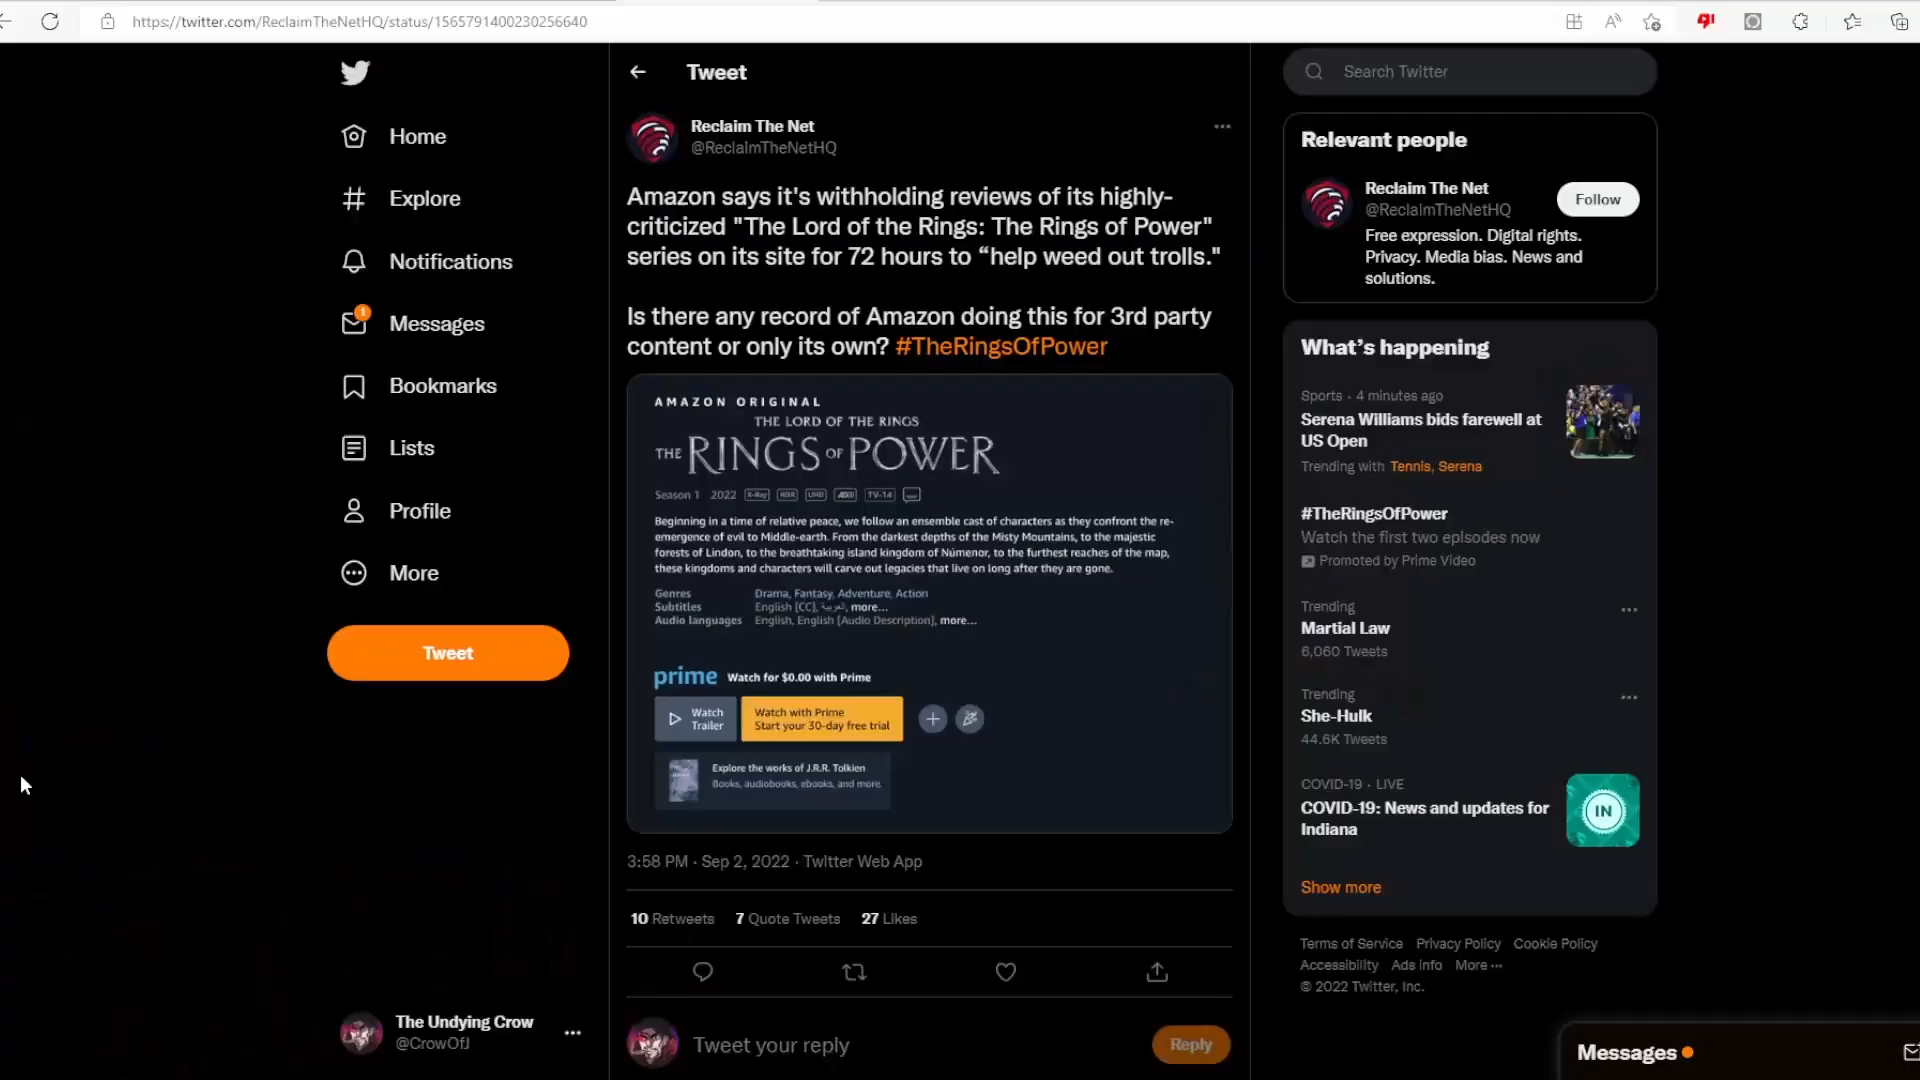 https://twitter.com/ReclaimTheNetHQ/status/1565791400230256640
Home
Explore
Notifications
1
Messages
Bookmarks
Lists
Profile
More
Tweet
The Undying Crow
@CrowOfJ
Tweet
Reclaim The Net
@ReclaimTheNetHQ
Amazon says it's withholding reviews of its highly-
criticized "The Lord of the Rings: The Rings of Power"
series on its site for 72 hours to “help weed out trolls."
Is there any record of Amazon doing this for 3rd party
content or only its own? #TheRingsOfPower
AMAZON ORIGINAL
THE LORD OF THE RINGS
THE RINGS OF POWER
Season 1 2022 X-Ray HDR UHD AD TV-14
Beginning in a time of relative peace, we follow an ensemble cast of characters as they confront the re-
emergence of evil to Middle-earth. From the darkest depths of the Misty Mountains, to the majestic
forests of Lindon, to the breathtaking island kingdom of Númenor, to the furthest reaches of the map,
these kingdoms and characters will carve out legacies that live on long after they are gone.
Genres Drama, Fantasy, Adventure, Action
Subtitles English [CC], العربية, more...
Audio languages English, English [Audio Description], more...
prime Watch for $0.00 with Prime
Watch
Trailer
Watch with Prime
Start your 30-day free trial
Explore the works of J.R.R. Tolkien
Books, audiobooks, ebooks, and more.
3:58 PM · Sep 2, 2022 · Twitter Web App
10 Retweets 7 Quote Tweets 27 Likes
Tweet your reply
Reply
Search Twitter
Relevant people
Reclaim The Net
@ReclaimTheNetHQ
Follow
Free expression. Digital rights.
Privacy. Media bias. News and
solutions.
What’s happening
Sports · 4 minutes ago
Serena Williams bids farewell at
US Open
Trending with Tennis, Serena
#TheRingsOfPower
Watch the first two episodes now
Promoted by Prime Video
Trending
Martial Law
6,060 Tweets
Trending
She-Hulk
44.6K Tweets
COVID-19 · LIVE
COVID-19: News and updates for
Indiana
IN
Show more
Terms of Service Privacy Policy Cookie Policy
Accessibility Ads info More ···
© 2022 Twitter, Inc.
Messages